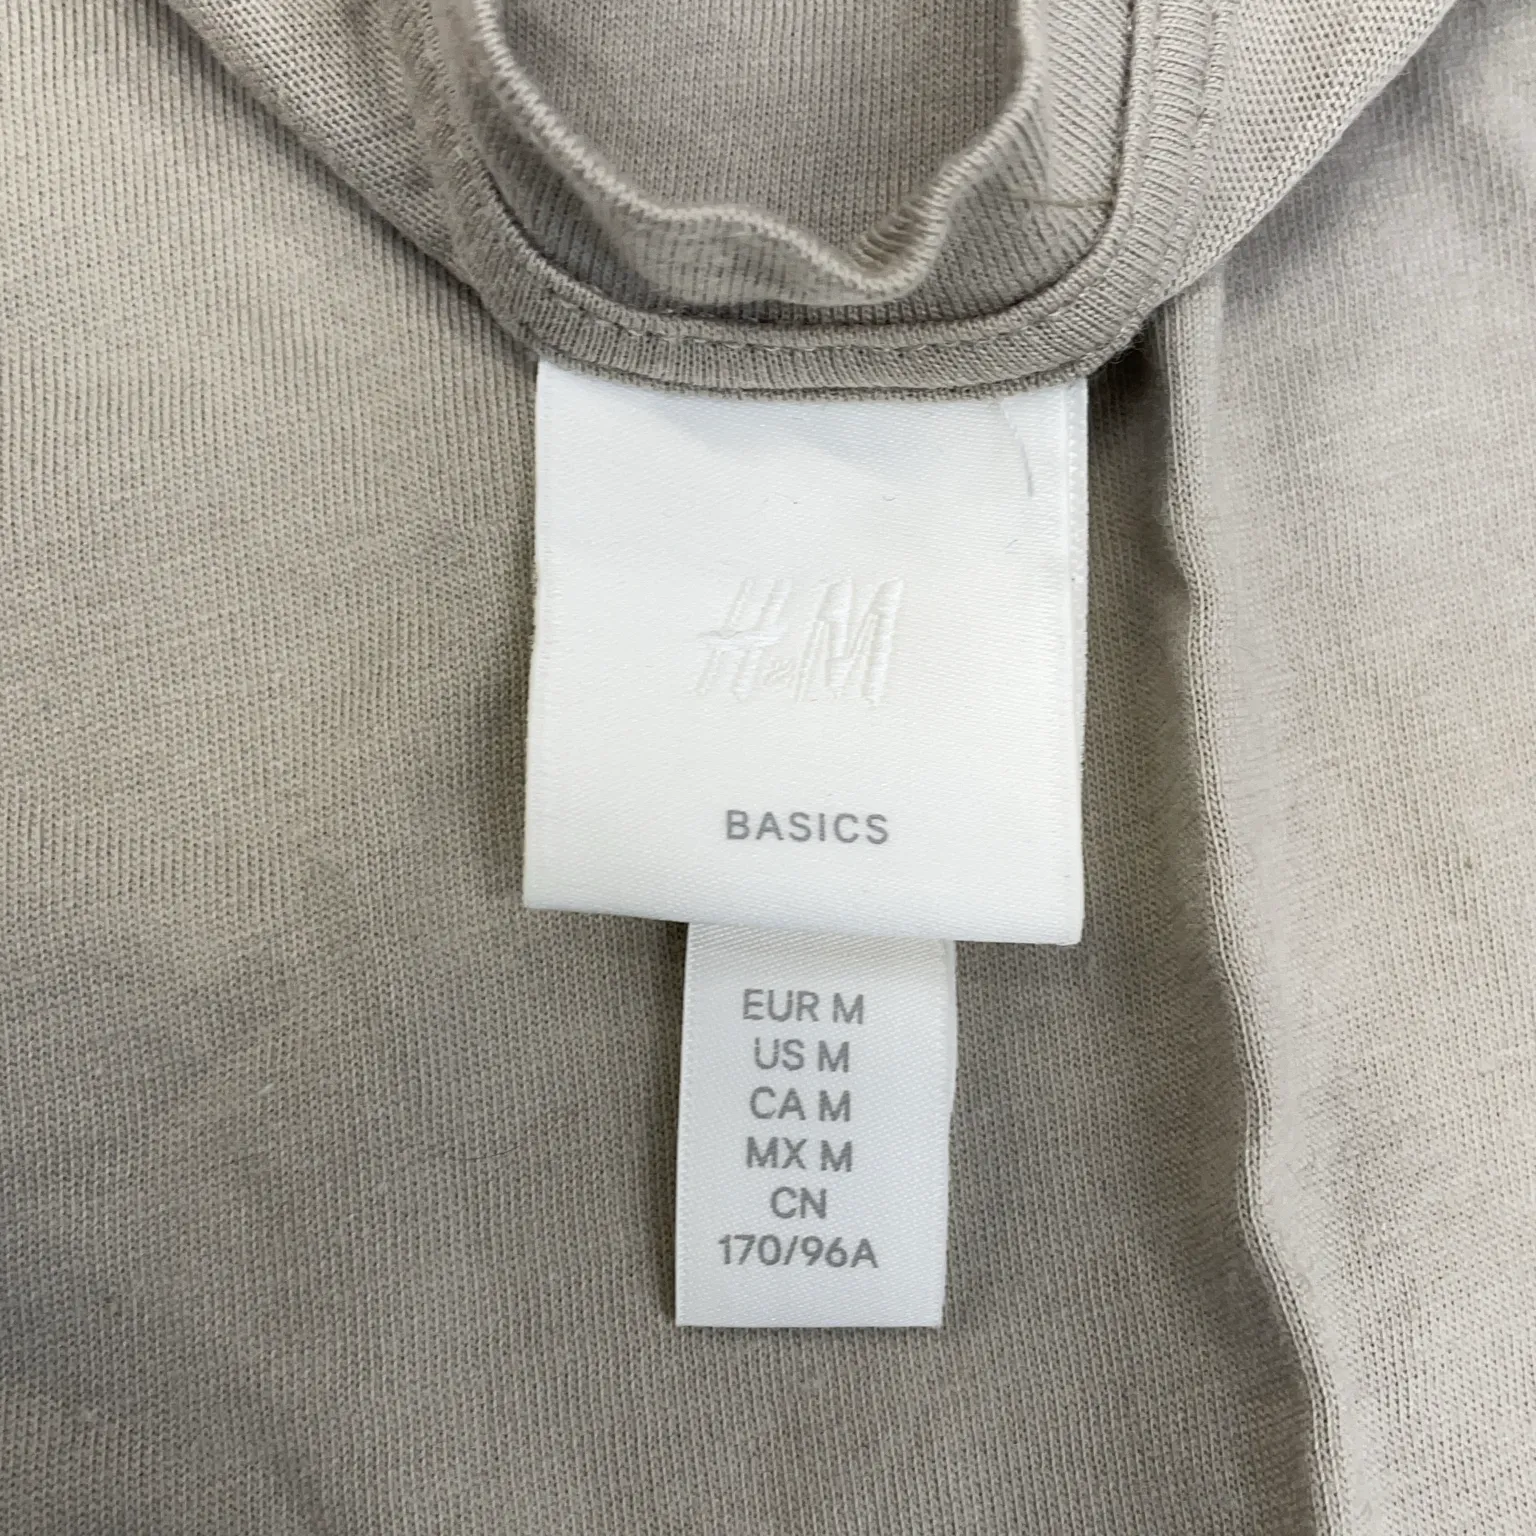 H&M
BASICS
EUR M
US M
CA M
MX M
CN
170/96A